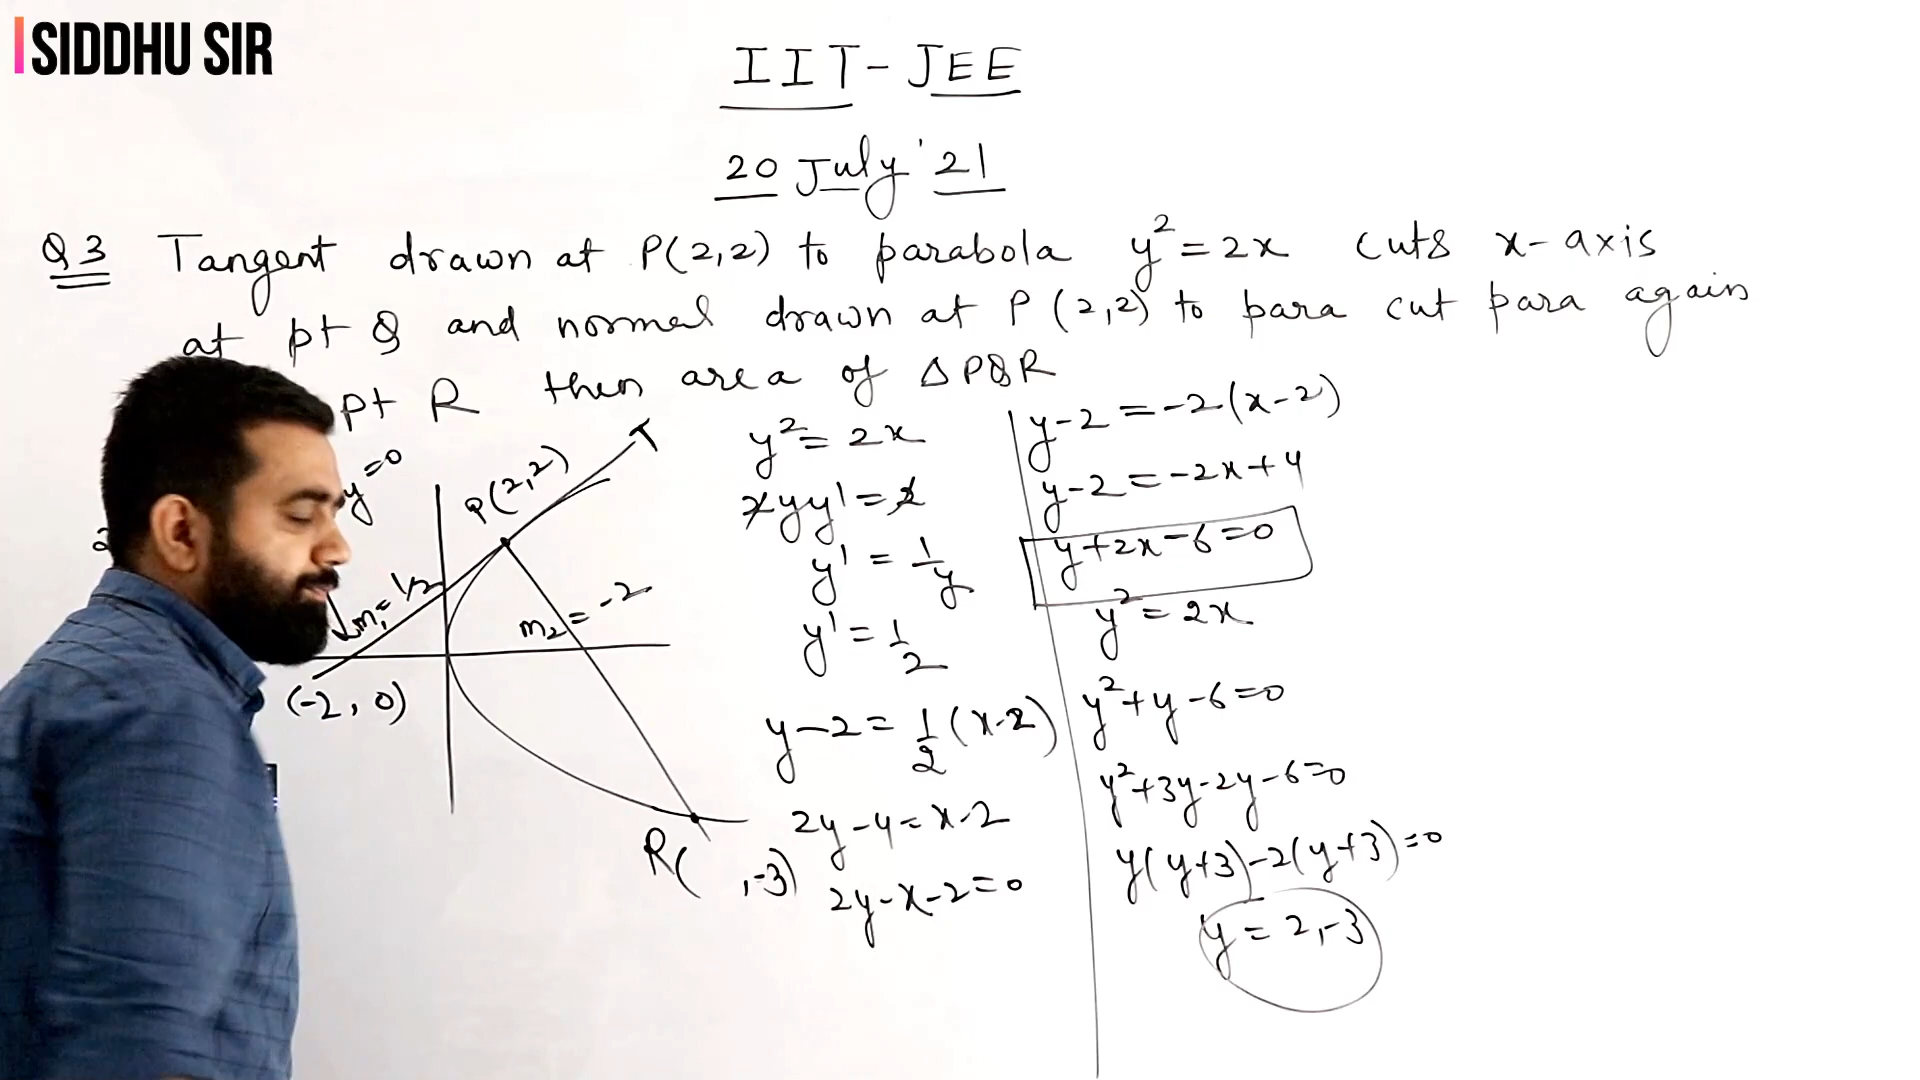 SIDDHU SIR
IIT-JEE
20 July '21
Q3 Tangent drawn at P(2,2) to parabola y²=2x cuts x-axis
at pt Q and normal drawn at P(2,2) to para cut para again
pt R then area of △PQR
y=0
P(2,2)
T
m₁=1/2
m₂=-2
(-2, 0)
R( ,-3)
y²=2x
2yy'=2
y'=1/y
y'=1/2
y-2=1/2(x-2)
2y-4=x-2
2y-x-2=0
y-2=-2(x-2)
y-2=-2x+4
y+2x-6=0
y²=2x
y²+y-6=0
y²+3y-2y-6=0
y(y+3)-2(y+3)=0
y=2,-3